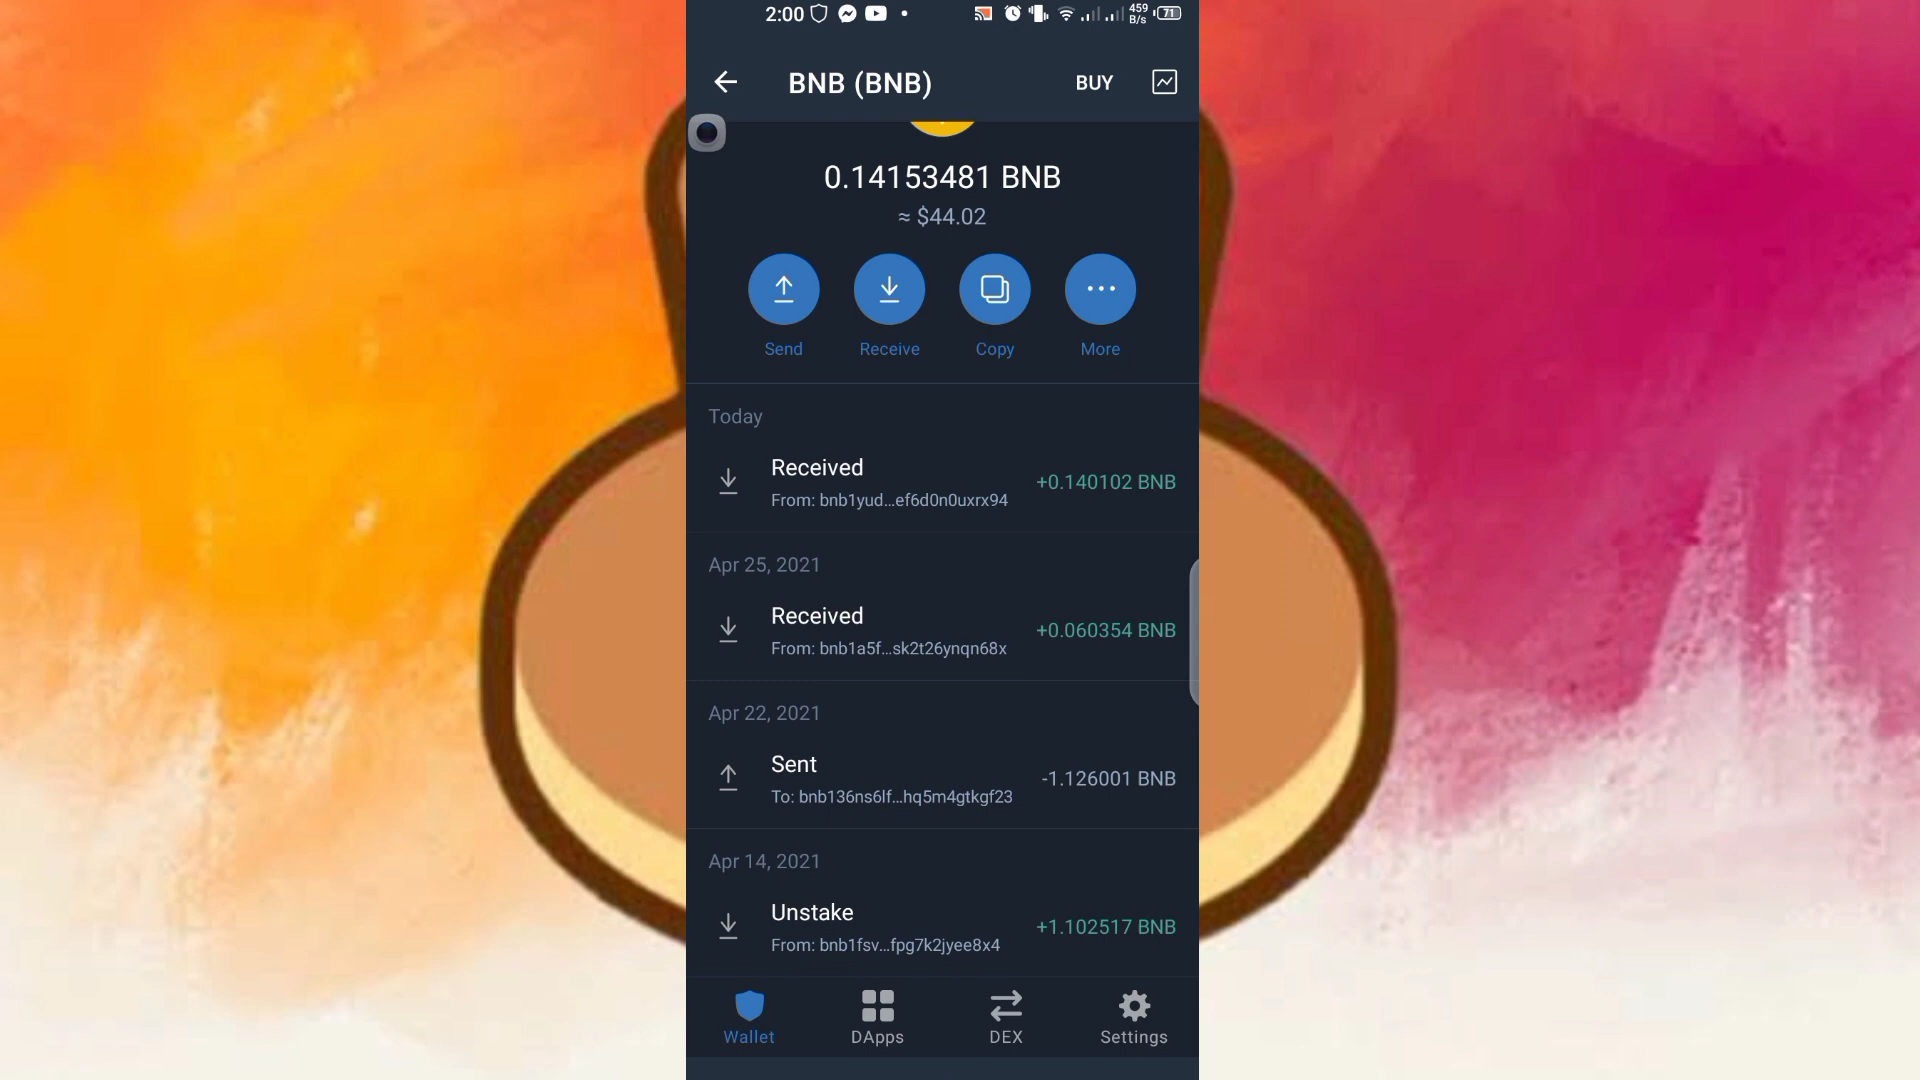 2:00
459 B/s
71
BNB (BNB)
BUY
0.14153481 BNB
≈ $44.02
Send Receive Copy More
Today
Received
+0.140102 BNB
From: bnb1yud...ef6d0n0uxrx94
Apr 25, 2021
Received
+0.060354 BNB
From: bnb1a5f...sk2t26ynqn68x
Apr 22, 2021
Sent
-1.126001 BNB
To: bnb136ns6lf...hq5m4gtkgf23
Apr 14, 2021
Unstake
+1.102517 BNB
From: bnb1fsv...fpg7k2jyee8x4
Wallet DApps DEX Settings